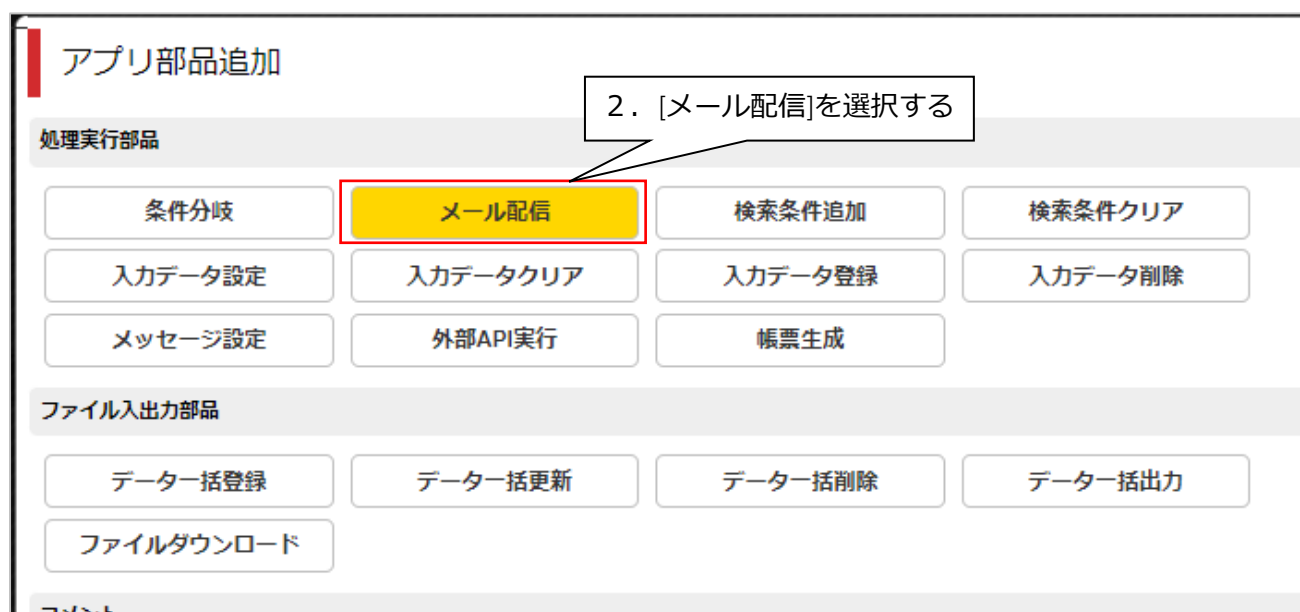 アプリ部品追加
2．[メール配信]を選択する
処理実行部品
条件分岐 メール配信 検索条件追加 検索条件クリア
入力データ設定 入力データクリア 入力データ登録 入力データ削除
メッセージ設定 外部API実行 帳票生成
ファイル入出力部品
データ一括登録 データ一括更新 データ一括削除 データ一括出力
ファイルダウンロード
コメント